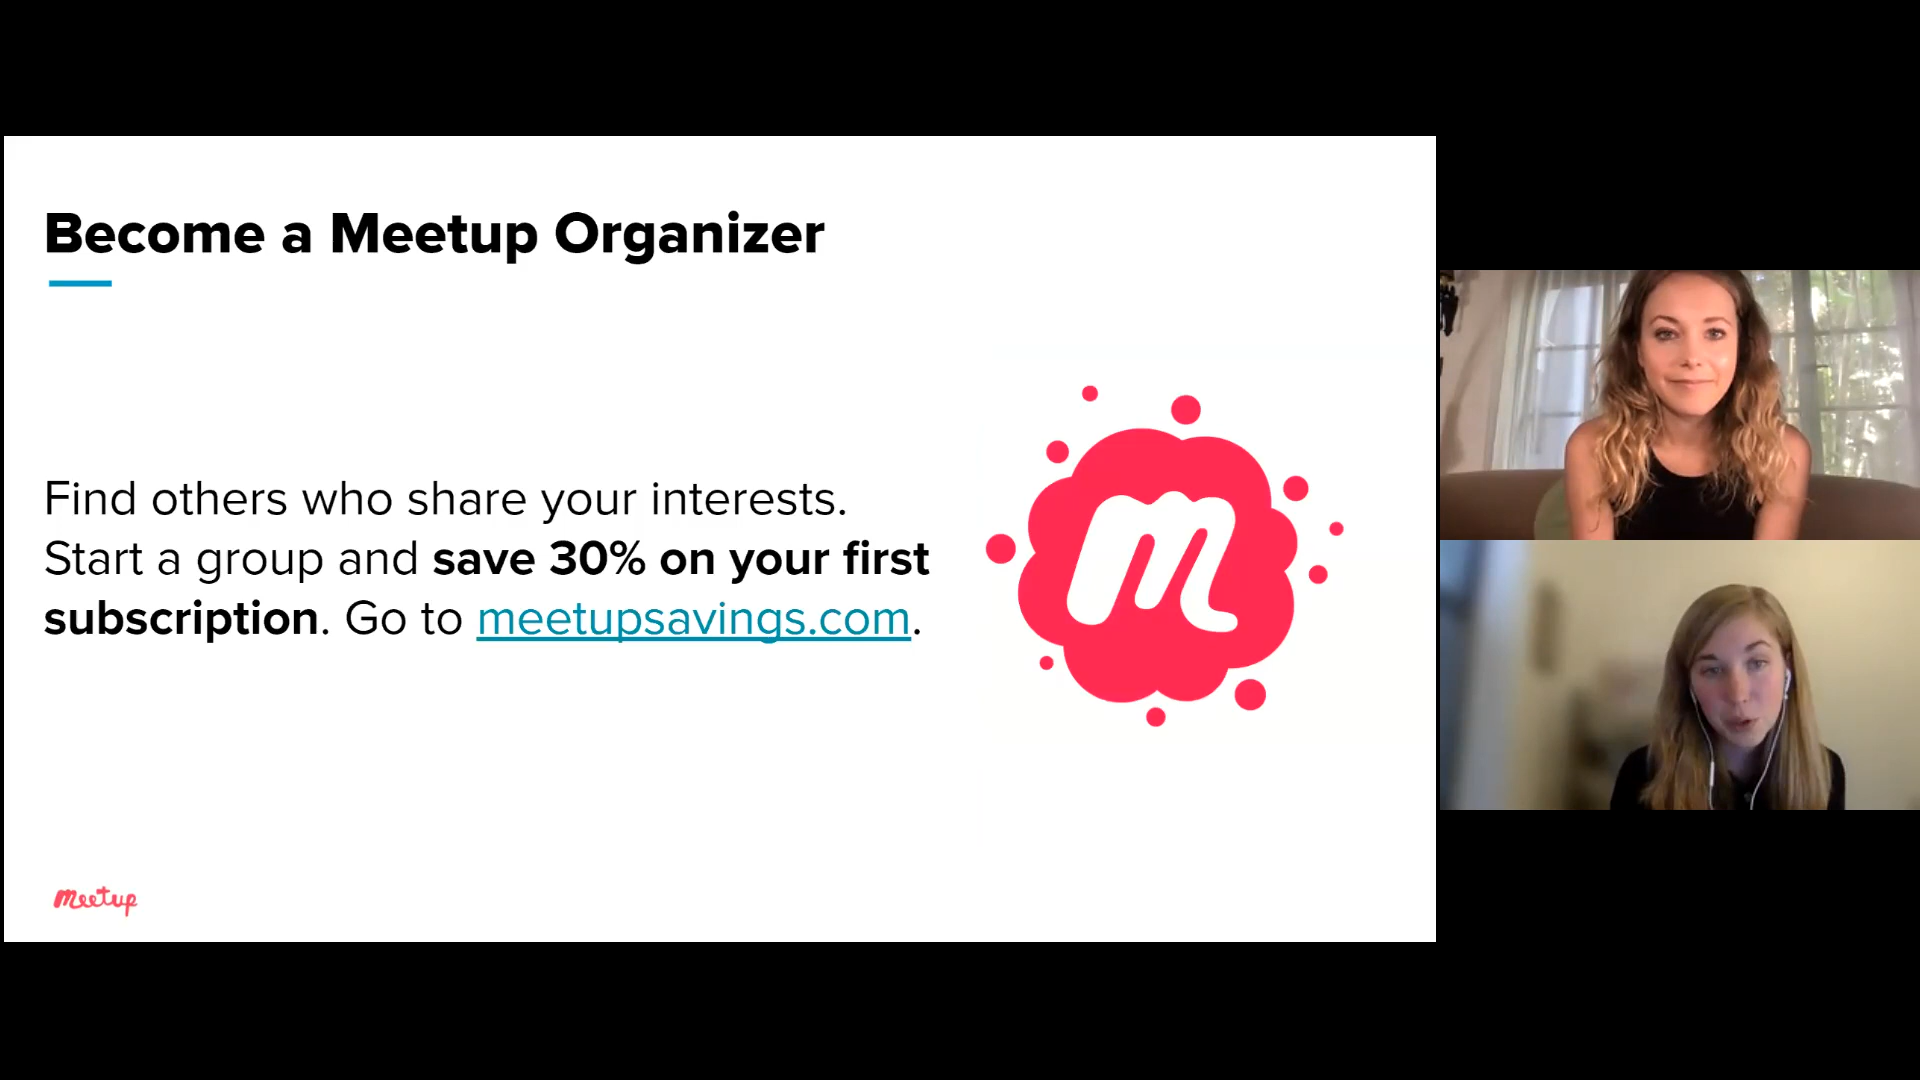 Become a Meetup Organizer
Find others who share your interests.
Start a group and save 30% on your first
subscription. Go to meetupsavings.com.
m
meetup